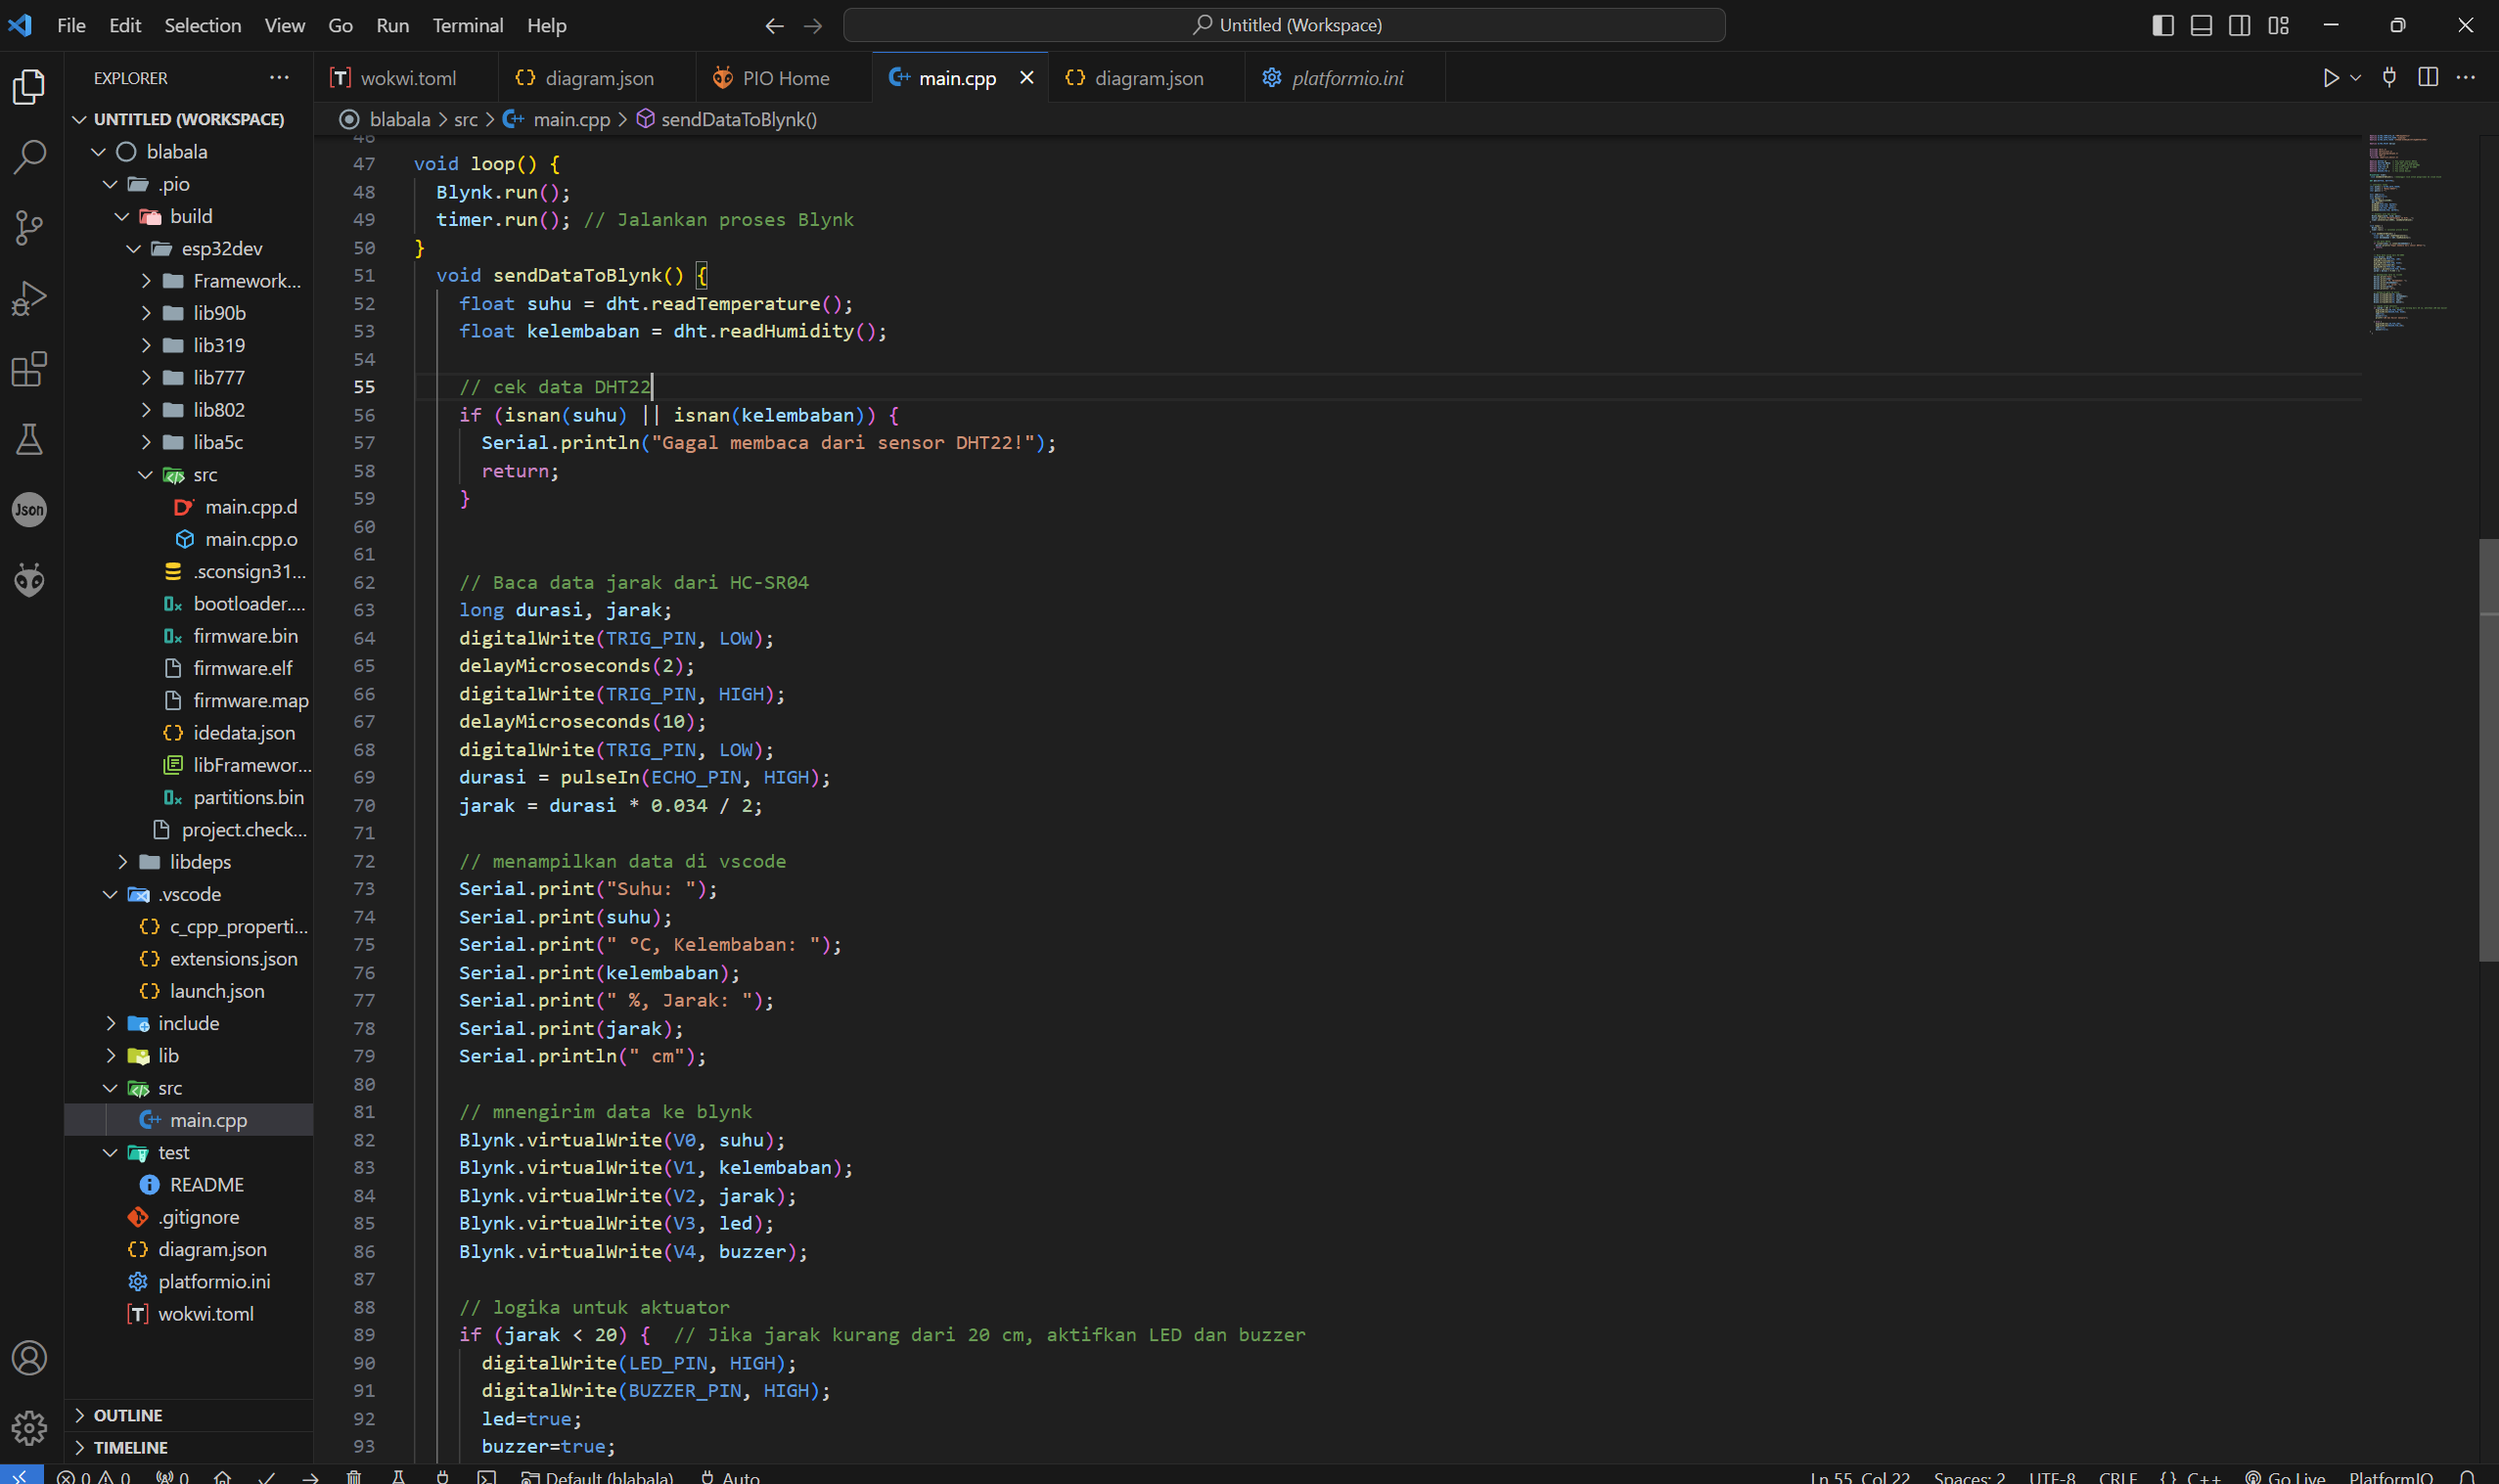 File Edit Selection View Go Run Terminal Help
Untitled (Workspace)
EXPLORER
wokwi.toml
diagram.json
PIO Home
main.cpp
diagram.json
platformio.ini
blabala > src > main.cpp > sendDataToBlynk()
UNTITLED (WORKSPACE)
blabala
.pio
build
esp32dev
Framework...
lib90b
lib319
lib777
lib802
liba5c
src
main.cpp.d
main.cpp.o
.sconsign31...
bootloader....
firmware.bin
firmware.elf
firmware.map
idedata.json
libFramewor...
partitions.bin
project.check...
libdeps
.vscode
c_cpp_properti...
extensions.json
launch.json
include
lib
src
main.cpp
test
README
.gitignore
diagram.json
platformio.ini
wokwi.toml
OUTLINE
TIMELINE
Json
46
47 void loop() {
48 Blynk.run();
49 timer.run(); // Jalankan proses Blynk
50 }
51 void sendDataToBlynk() {
52 float suhu = dht.readTemperature();
53 float kelembaban = dht.readHumidity();
54
55 // cek data DHT22
56 if (isnan(suhu) || isnan(kelembaban)) {
57 Serial.println("Gagal membaca dari sensor DHT22!");
58 return;
59 }
60
61
62 // Baca data jarak dari HC-SR04
63 long durasi, jarak;
64 digitalWrite(TRIG_PIN, LOW);
65 delayMicroseconds(2);
66 digitalWrite(TRIG_PIN, HIGH);
67 delayMicroseconds(10);
68 digitalWrite(TRIG_PIN, LOW);
69 durasi = pulseIn(ECHO_PIN, HIGH);
70 jarak = durasi * 0.034 / 2;
71
72 // menampilkan data di vscode
73 Serial.print("Suhu: ");
74 Serial.print(suhu);
75 Serial.print(" °C, Kelembaban: ");
76 Serial.print(kelembaban);
77 Serial.print(" %, Jarak: ");
78 Serial.print(jarak);
79 Serial.println(" cm");
80
81 // mnengirim data ke blynk
82 Blynk.virtualWrite(V0, suhu);
83 Blynk.virtualWrite(V1, kelembaban);
84 Blynk.virtualWrite(V2, jarak);
85 Blynk.virtualWrite(V3, led);
86 Blynk.virtualWrite(V4, buzzer);
87
88 // logika untuk aktuator
89 if (jarak < 20) { // Jika jarak kurang dari 20 cm, aktifkan LED dan buzzer
90 digitalWrite(LED_PIN, HIGH);
91 digitalWrite(BUZZER_PIN, HIGH);
92 led=true;
93 buzzer=true;
0 0 0 Default (blabala) Auto Ln 55, Col 22 Spaces: 2 UTF-8 CRLF {} C++ Go Live PlatformIO